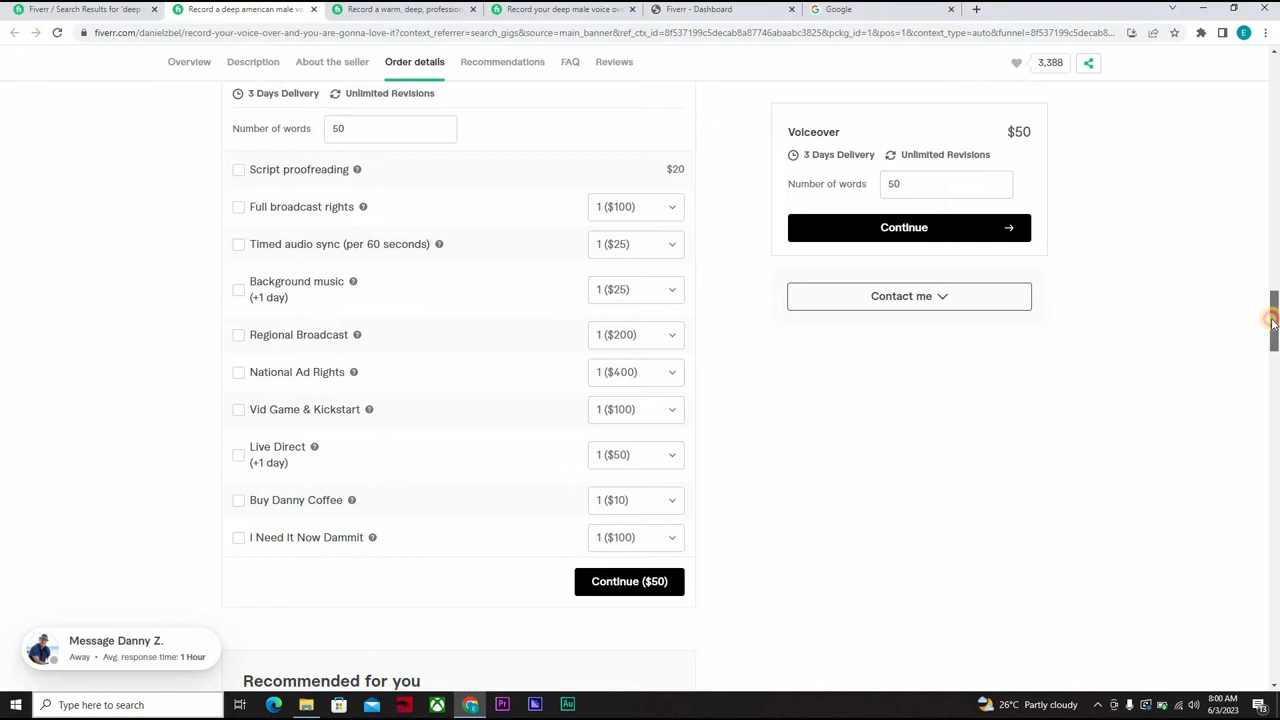 Fiverr / Search Results for 'deep
Record a deep american male vo
Record a warm, deep, profession
Record your deep male voice ove
Fiverr - Dashboard
Google
fiverr.com/danielzbel/record-your-voice-over-and-you-are-gonna-love-it?context_referrer=search_gigs&source=main_banner&ref_ctx_id=8f537199c5decab8a87746abaabc3825&pckg_id=1&pos=1&context_type=auto&funnel=8f537199c5decab8...
E
Overview
Description
About the seller
Order details
Recommendations
FAQ
Reviews
3,388
3 Days Delivery
Unlimited Revisions
Number of words
50
Script proofreading
$20
Full broadcast rights
1 ($100)
Timed audio sync (per 60 seconds)
1 ($25)
Background music
(+1 day)
1 ($25)
Regional Broadcast
1 ($200)
National Ad Rights
1 ($400)
Vid Game & Kickstart
1 ($100)
Live Direct
(+1 day)
1 ($50)
Buy Danny Coffee
1 ($10)
I Need It Now Dammit
1 ($100)
Continue ($50)
Voiceover
$50
3 Days Delivery
Unlimited Revisions
Number of words
50
Continue
Contact me
Message Danny Z.
Away • Avg. response time: 1 Hour
Recommended for you
Type here to search
Pr
Au
26°C Partly cloudy
8:00 AM
6/3/2023